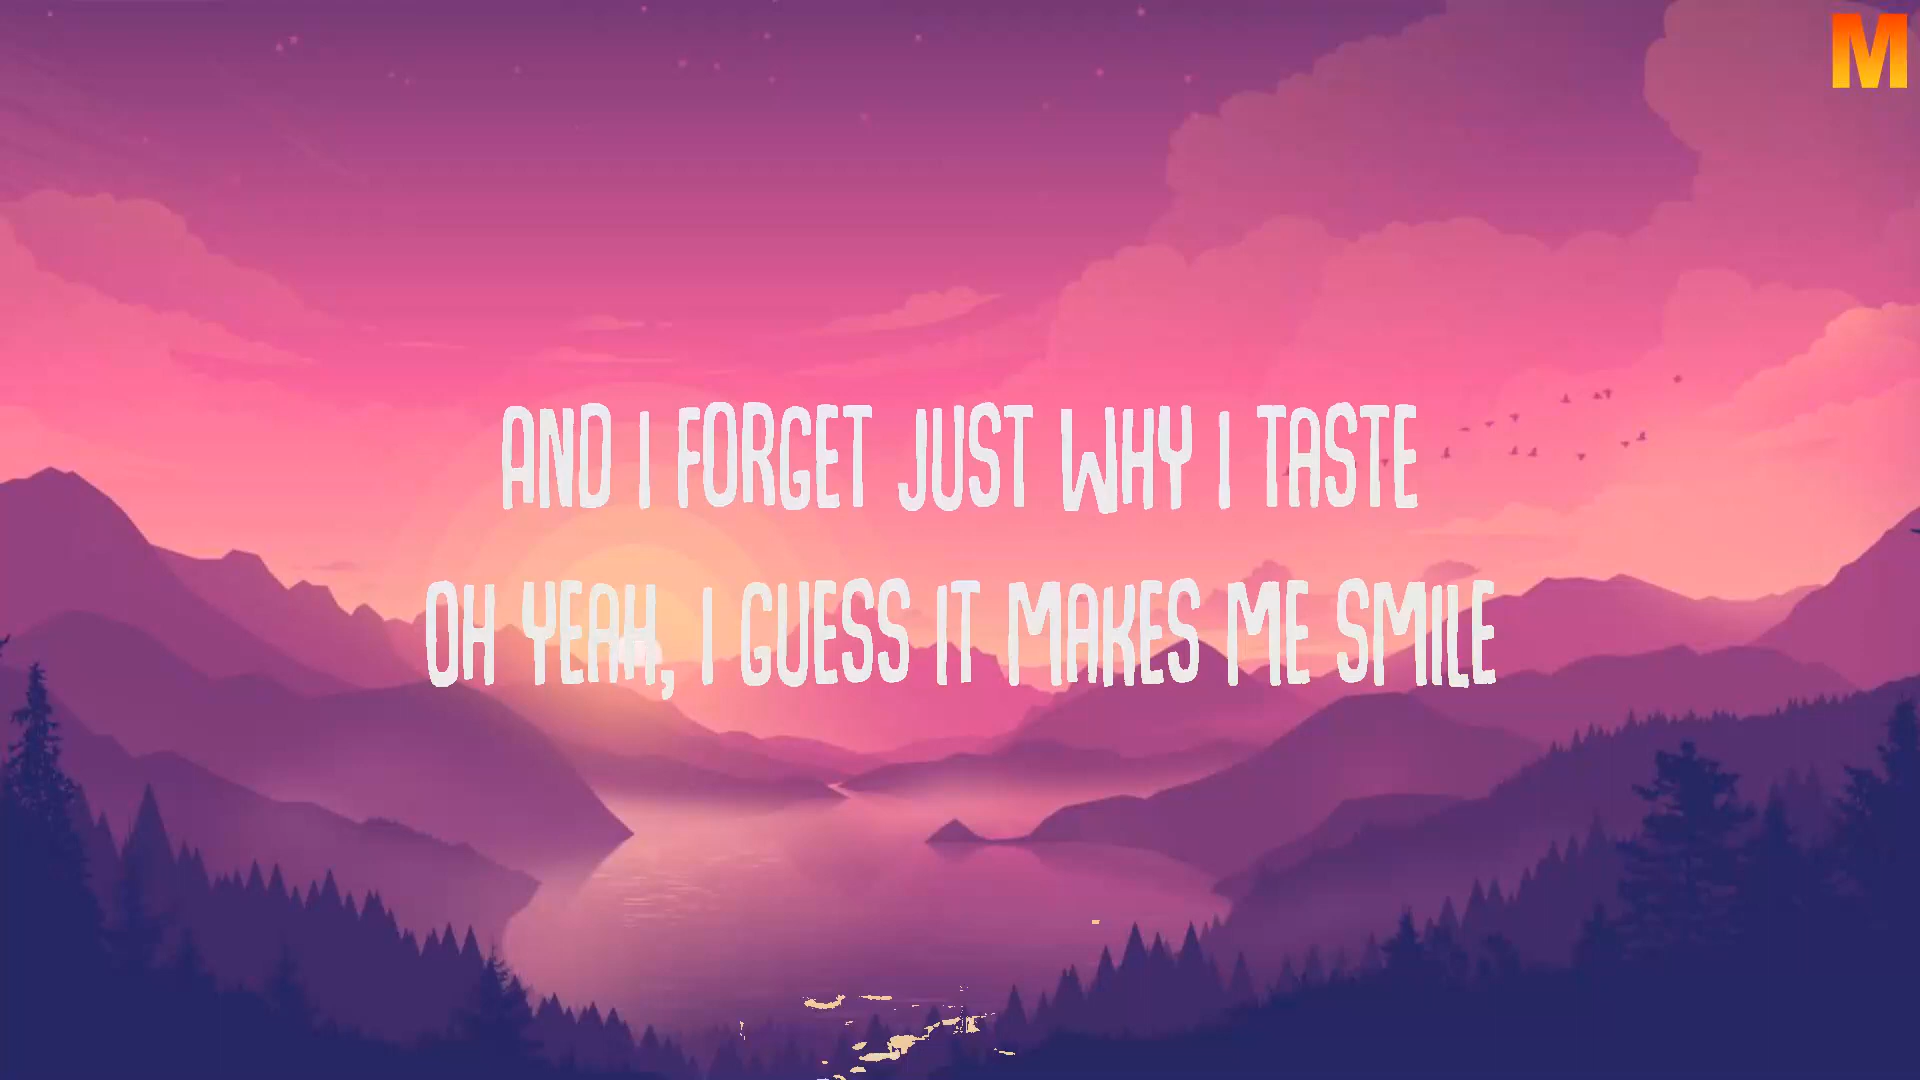 M
AND I FORGET JUST WHY I TASTE
OH YEAH, I GUESS IT MAKES ME SMILE